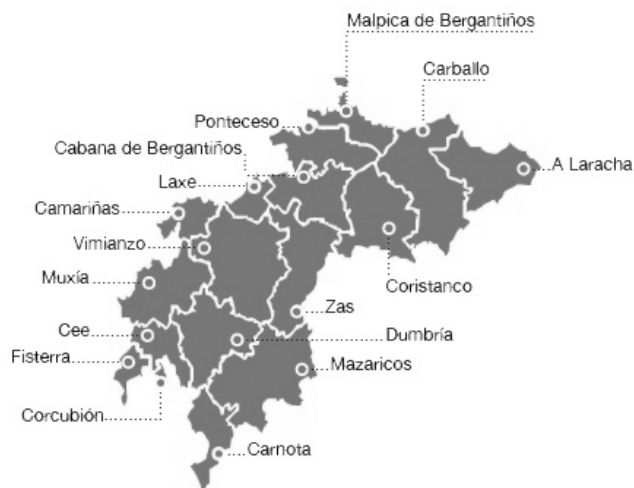 Malpica de Bergantiños
Carballo
Ponteceso
Cabana de Bergantiños
A Laracha
Laxe
Camariñas
Vimianzo
Muxía
Coristanco
Zas
Cee
Dumbría
Fisterra
Mazaricos
Corcubión
Carnota